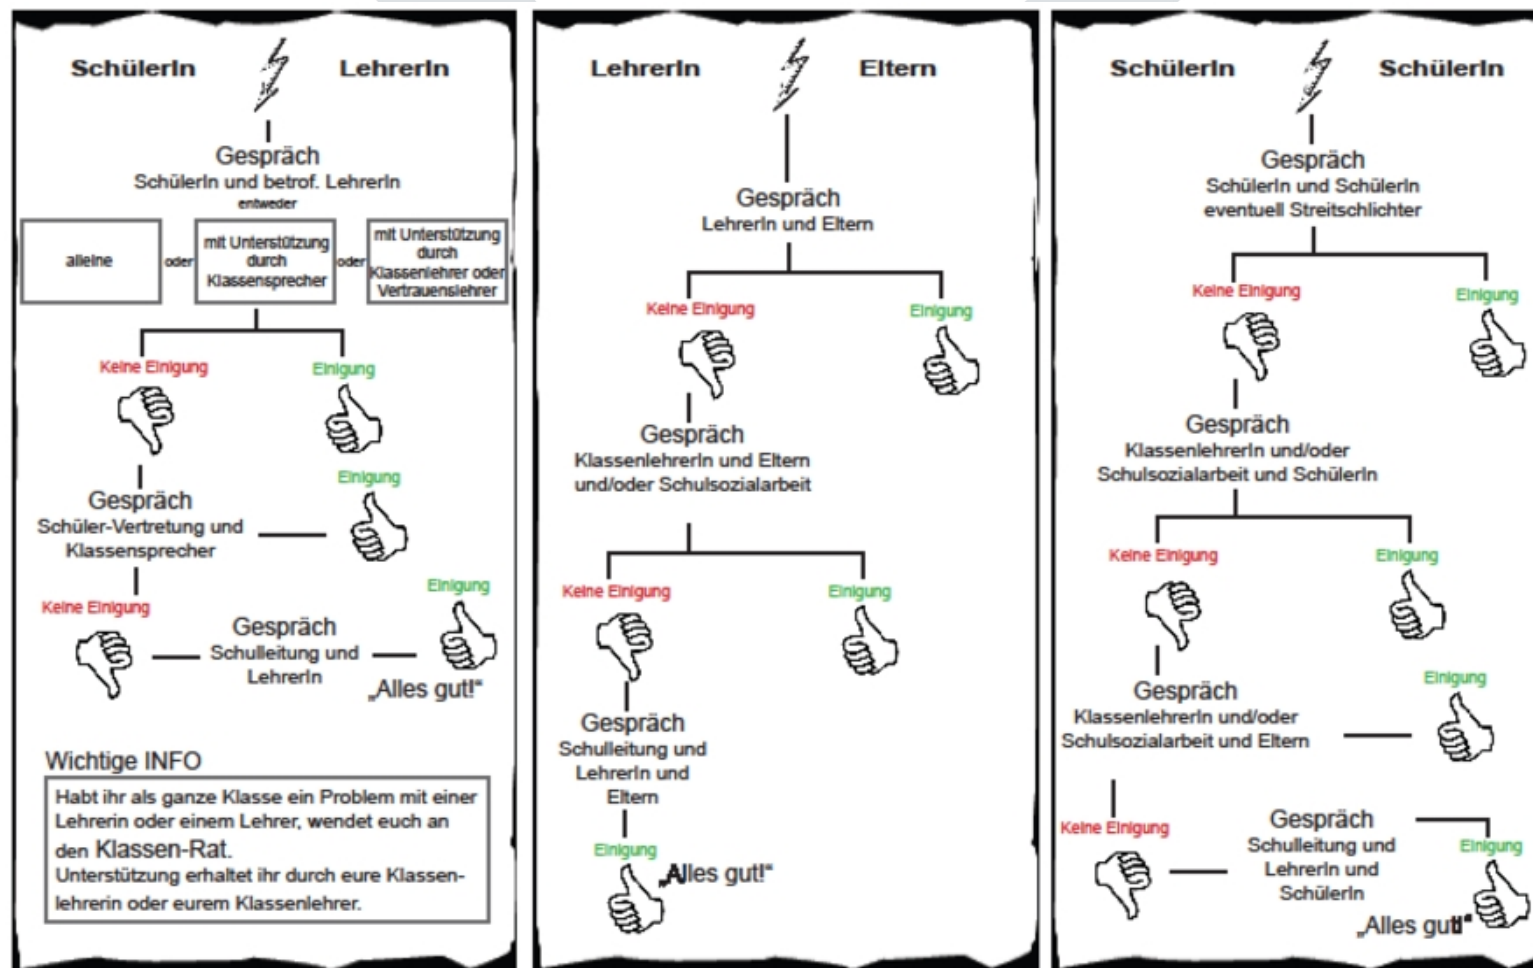 SchülerIn LehrerIn
Gespräch
SchülerIn und betrof. LehrerIn
entweder
alleine
oder
mit Unterstützung
durch
Klassensprecher
oder
mit Unterstützung
durch
Klassenlehrer oder
Vertrauenslehrer
Keine Einigung
Einigung
Einigung
Gespräch
Schüler-Vertretung und
Klassensprecher
Keine Einigung
Gespräch
Schulleitung und
LehrerIn
Einigung
„Alles gut!“
Wichtige INFO
Habt ihr als ganze Klasse ein Problem mit einer
Lehrerin oder einem Lehrer, wendet euch an
den Klassen-Rat.
Unterstützung erhaltet ihr durch eure Klassen-
lehrerin oder eurem Klassenlehrer.
LehrerIn Eltern
Gespräch
LehrerIn und Eltern
Keine Einigung
Einigung
Gespräch
KlassenlehrerIn und Eltern
und/oder Schulsozialarbeit
Keine Einigung
Einigung
Gespräch
Schulleitung und
LehrerIn und
Eltern
Einigung
„Alles gut!“
SchülerIn SchülerIn
Gespräch
SchülerIn und SchülerIn
eventuell Streitschlichter
Keine Einigung
Einigung
Gespräch
KlassenlehrerIn und/oder
Schulsozialarbeit und SchülerIn
Keine Einigung
Einigung
Gespräch
KlassenlehrerIn und/oder
Schulsozialarbeit und Eltern
Einigung
Keine Einigung
Gespräch
Schulleitung und
LehrerIn und
SchülerIn
Einigung
„Alles gut!“